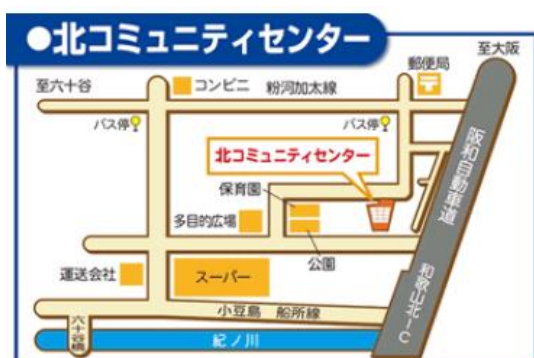 ●北コミュニティセンター
至大阪
至六十谷
コンビニ
粉河加太線
郵便局
バス停
バス停
阪和自動車道
北コミュニティセンター
保育園
多目的広場
公園
運送会社
スーパー
和歌山北IC
小豆島 船所線
六十谷橋
紀ノ川